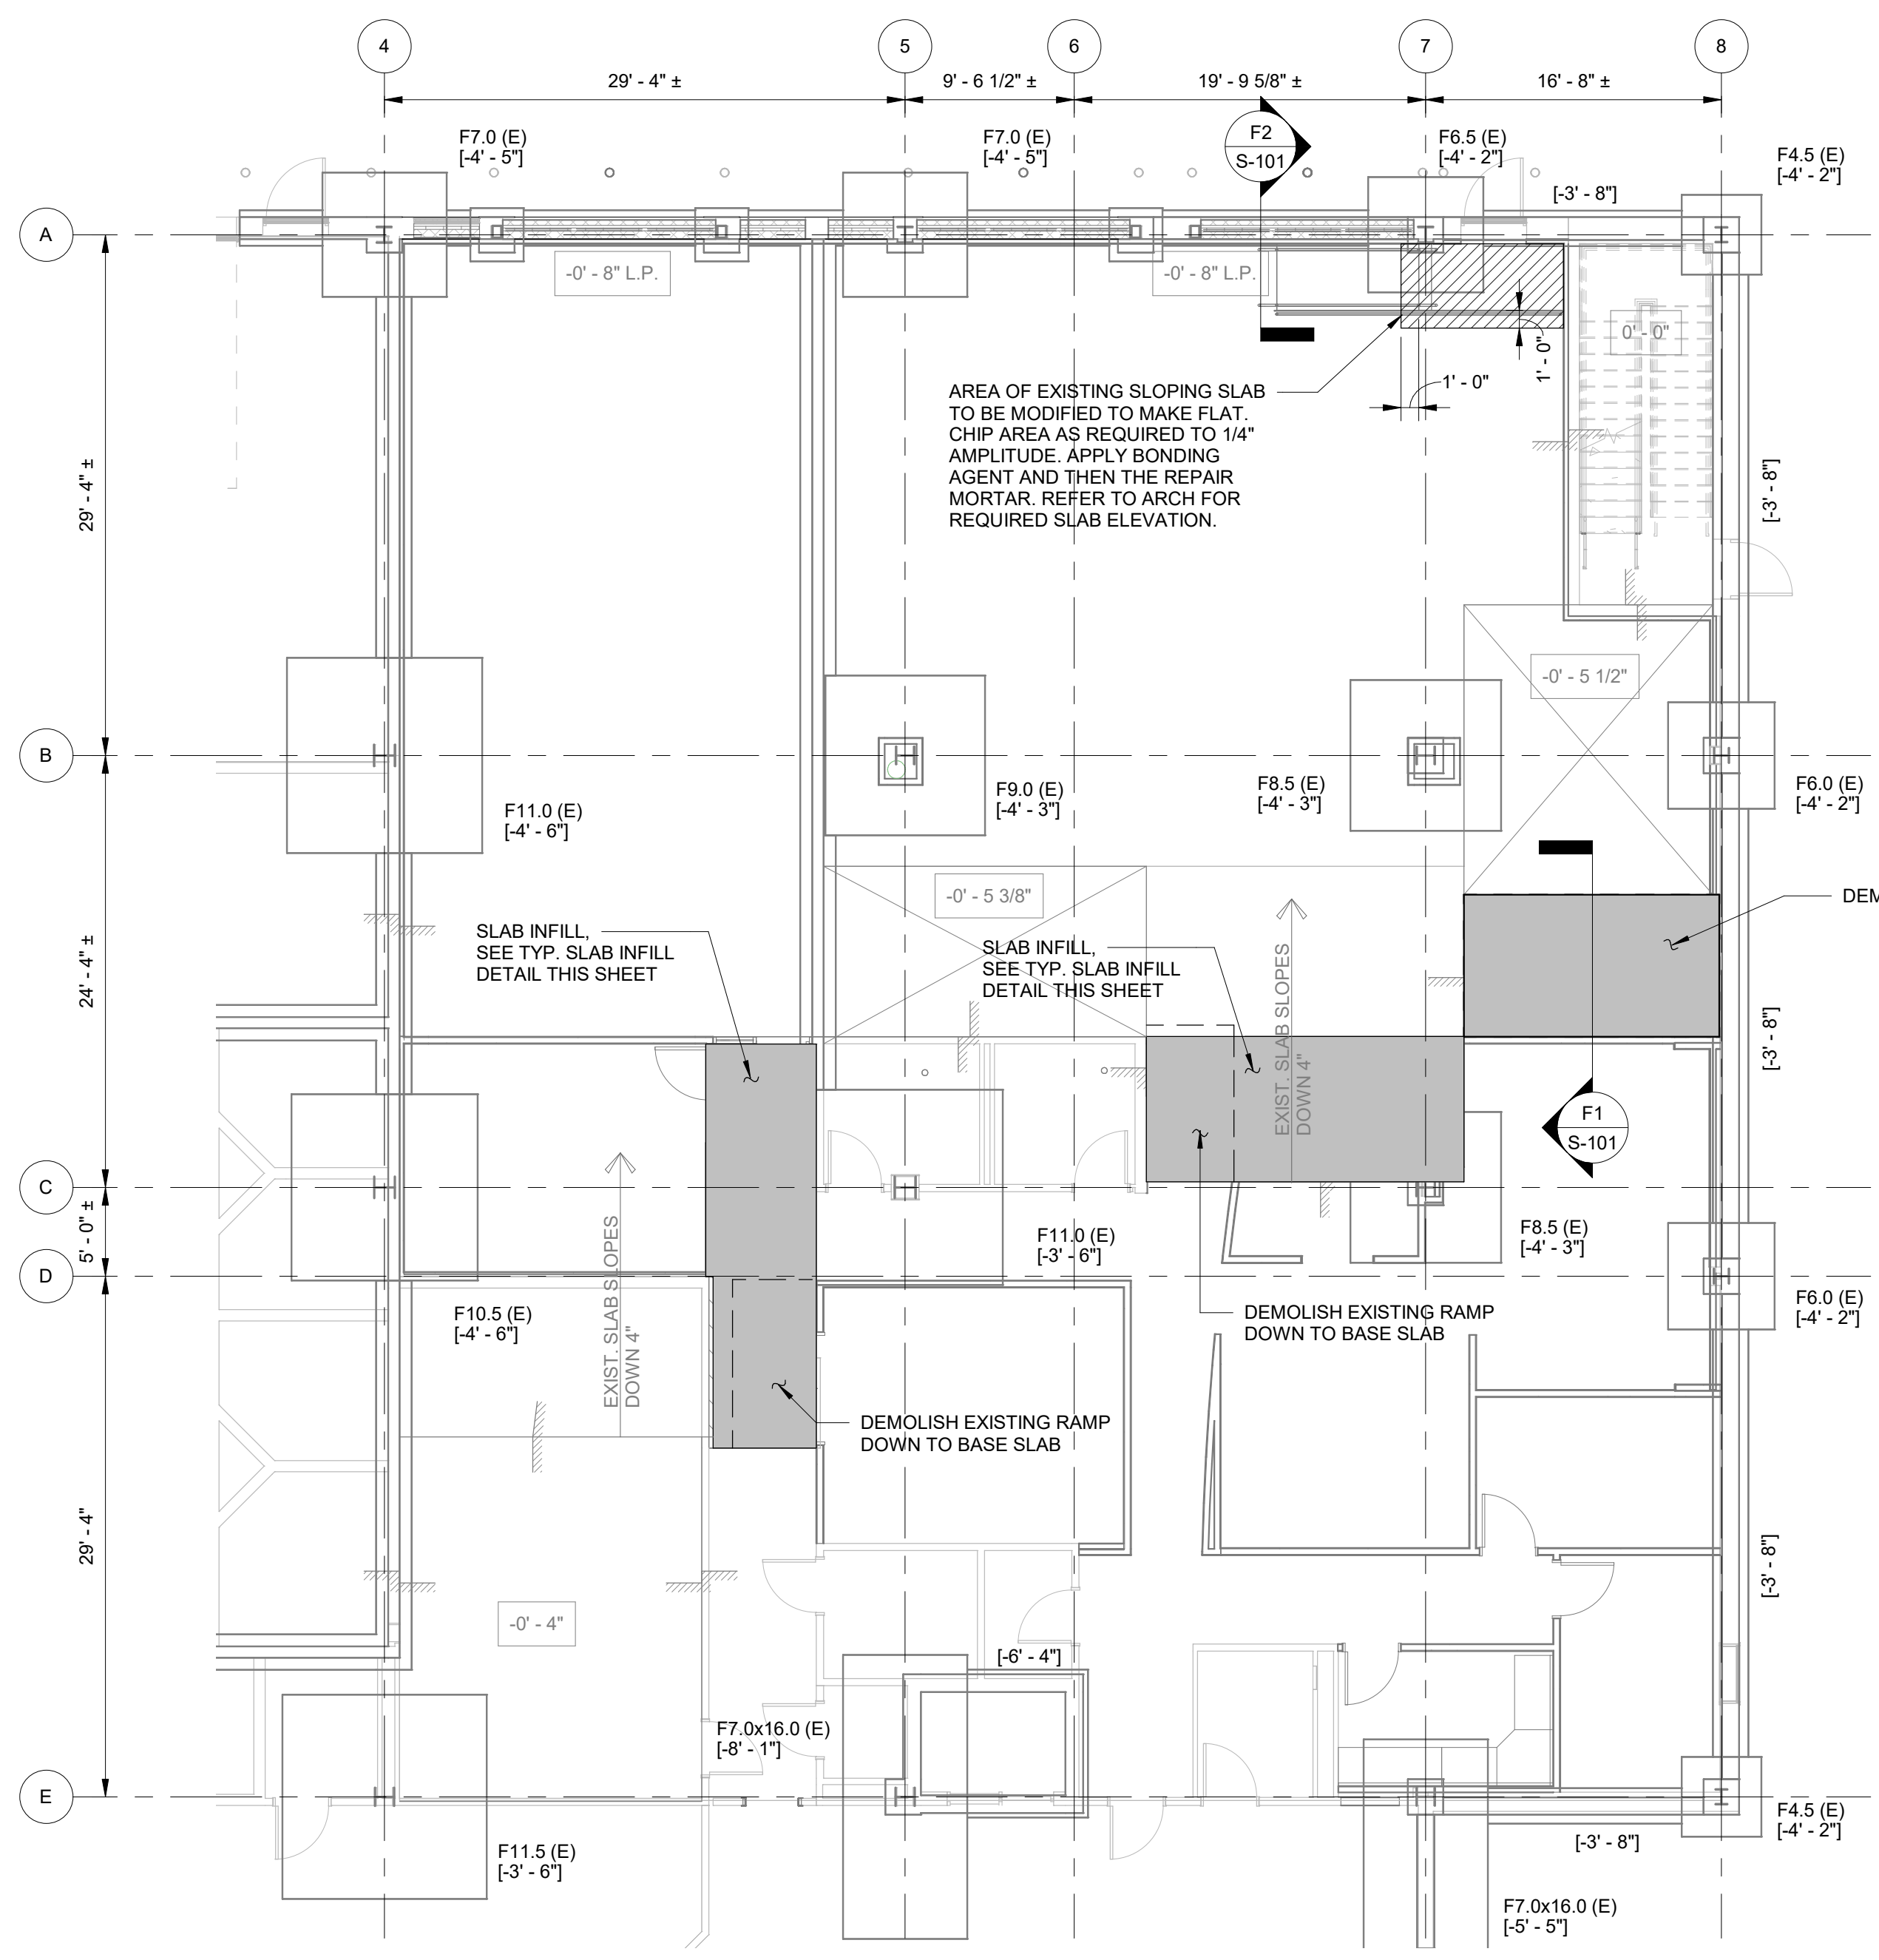 4
5
6
7
8
29' - 4" ±
9' - 6 1/2" ±
19' - 9 5/8" ±
16' - 8" ±
F7.0 (E)
[-4' - 5"]
F7.0 (E)
[-4' - 5"]
F2
S-101
F6.5 (E)
[-4' - 2"]
F4.5 (E)
[-4' - 2"]
[-3' - 8"]
A
-0' - 8" L.P.
-0' - 8" L.P.
0' - 0"
1' - 0"
1' - 0"
AREA OF EXISTING SLOPING SLAB
TO BE MODIFIED TO MAKE FLAT.
CHIP AREA AS REQUIRED TO 1/4"
AMPLITUDE. APPLY BONDING
AGENT AND THEN THE REPAIR
MORTAR. REFER TO ARCH FOR
REQUIRED SLAB ELEVATION.
29' - 4" ±
[-3' - 8"]
-0' - 5 1/2"
B
F11.0 (E)
[-4' - 6"]
F9.0 (E)
[-4' - 3"]
F8.5 (E)
[-4' - 3"]
F6.0 (E)
[-4' - 2"]
-0' - 5 3/8"
DEM
24' - 4" ±
SLAB INFILL,
SEE TYP. SLAB INFILL
DETAIL THIS SHEET
SLAB INFILL,
SEE TYP. SLAB INFILL
DETAIL THIS SHEET
EXIST. SLAB SLOPES
DOWN 4"
[-3' - 8"]
F1
S-101
C
5' - 0" ±
F11.0 (E)
[-3' - 6"]
F8.5 (E)
[-4' - 3"]
D
F10.5 (E)
[-4' - 6"]
EXIST. SLAB SLOPES
DOWN 4"
DEMOLISH EXISTING RAMP
DOWN TO BASE SLAB
F6.0 (E)
[-4' - 2"]
DEMOLISH EXISTING RAMP
DOWN TO BASE SLAB
29' - 4"
[-3' - 8"]
-0' - 4"
[-6' - 4"]
F7.0x16.0 (E)
[-8' - 1"]
E
F4.5 (E)
[-4' - 2"]
[-3' - 8"]
F11.5 (E)
[-3' - 6"]
F7.0x16.0 (E)
[-5' - 5"]